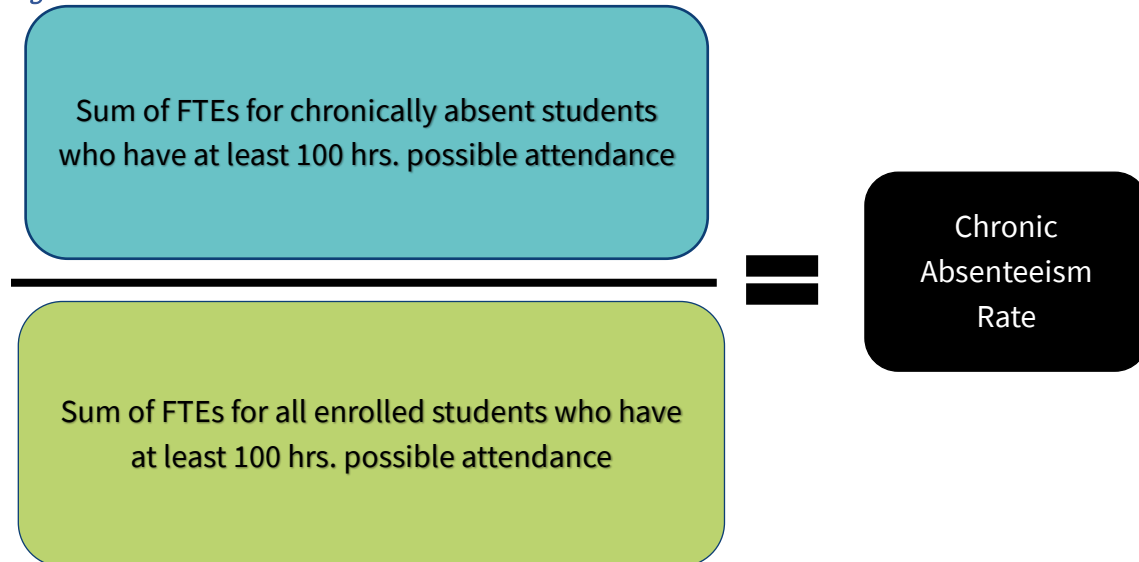 Sum of FTEs for chronically absent students
who have at least 100 hrs. possible attendance
Sum of FTEs for all enrolled students who have
at least 100 hrs. possible attendance
Chronic
Absenteeism
Rate